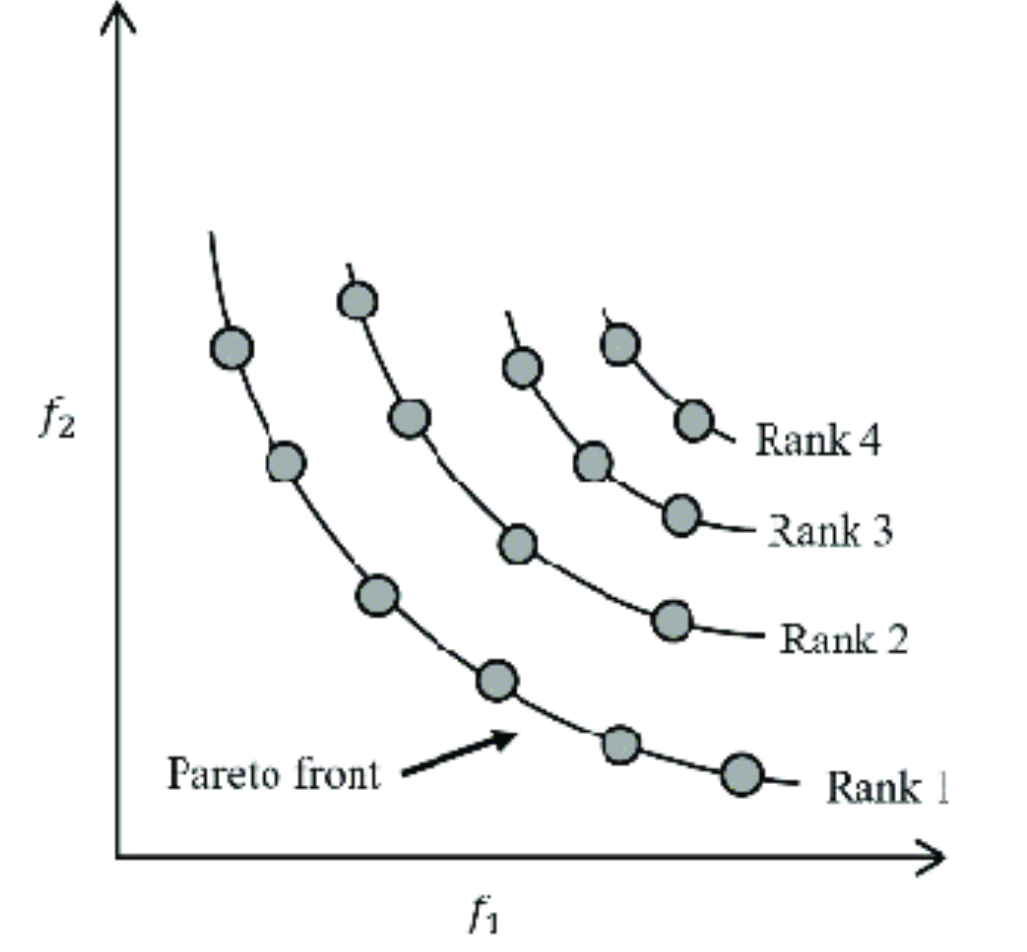 f₂
Rank 4
Rank 3
Rank 2
Pareto front
Rank 1
f₁